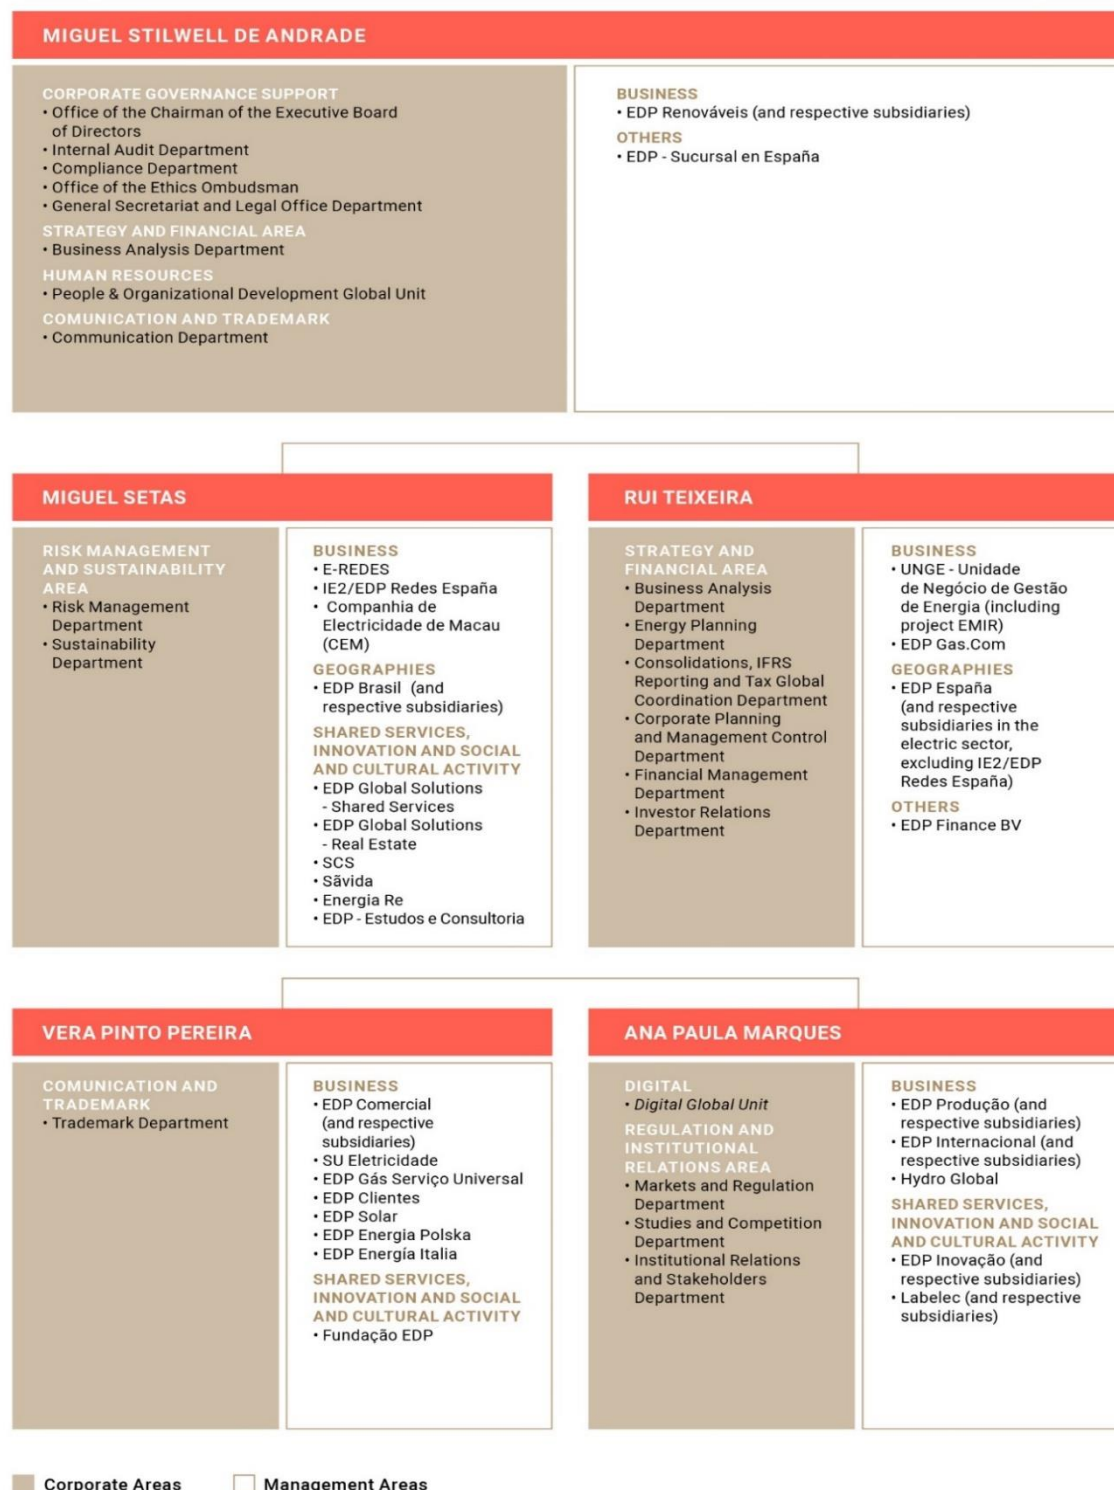 MIGUEL STILWELL DE ANDRADE
CORPORATE GOVERNANCE SUPPORT
• Office of the Chairman of the Executive Board
of Directors
• Internal Audit Department
• Compliance Department
• Office of the Ethics Ombudsman
• General Secretariat and Legal Office Department
STRATEGY AND FINANCIAL AREA
• Business Analysis Department
HUMAN RESOURCES
• People & Organizational Development Global Unit
COMUNICATION AND TRADEMARK
• Communication Department
BUSINESS
• EDP Renováveis (and respective subsidiaries)
OTHERS
• EDP - Sucursal en España
MIGUEL SETAS
RISK MANAGEMENT
AND SUSTAINABILITY
AREA
• Risk Management
Department
• Sustainability
Department
BUSINESS
• E-REDES
• IE2/EDP Redes España
• Companhia de
Electricidade de Macau
(CEM)
GEOGRAPHIES
• EDP Brasil (and
respective subsidiaries)
SHARED SERVICES,
INNOVATION AND SOCIAL
AND CULTURAL ACTIVITY
• EDP Global Solutions
- Shared Services
• EDP Global Solutions
- Real Estate
• SCS
• Sãvida
• Energia Re
• EDP - Estudos e Consultoria
RUI TEIXEIRA
STRATEGY AND
FINANCIAL AREA
• Business Analysis
Department
• Energy Planning
Department
• Consolidations, IFRS
Reporting and Tax Global
Coordination Department
• Corporate Planning
and Management Control
Department
• Financial Management
Department
• Investor Relations
Department
BUSINESS
• UNGE - Unidade
de Negócio de Gestão
de Energia (including
project EMIR)
• EDP Gas.Com
GEOGRAPHIES
• EDP España
(and respective
subsidiaries in the
electric sector,
excluding IE2/EDP
Redes España)
OTHERS
• EDP Finance BV
VERA PINTO PEREIRA
COMUNICATION AND
TRADEMARK
• Trademark Department
BUSINESS
• EDP Comercial
(and respective
subsidiaries)
• SU Eletricidade
• EDP Gás Serviço Universal
• EDP Clientes
• EDP Solar
• EDP Energia Polska
• EDP Energía Italia
SHARED SERVICES,
INNOVATION AND SOCIAL
AND CULTURAL ACTIVITY
• Fundação EDP
ANA PAULA MARQUES
DIGITAL
• Digital Global Unit
REGULATION AND
INSTITUTIONAL
RELATIONS AREA
• Markets and Regulation
Department
• Studies and Competition
Department
• Institutional Relations
and Stakeholders
Department
BUSINESS
• EDP Produção (and
respective subsidiaries)
• EDP Internacional (and
respective subsidiaries)
• Hydro Global
SHARED SERVICES,
INNOVATION AND SOCIAL
AND CULTURAL ACTIVITY
• EDP Inovação (and
respective subsidiaries)
• Labelec (and respective
subsidiaries)
Corporate Areas
Management Areas